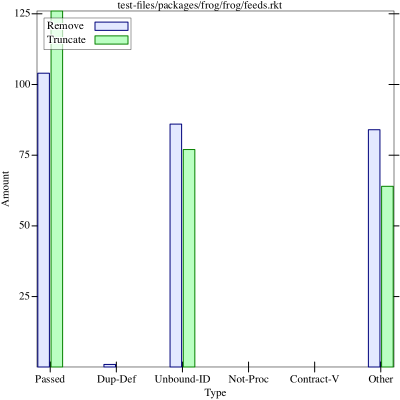 test-files/packages/frog/frog/feeds.rkt
Remove
Truncate
125
100
75
50
25
Amount
Passed Dup-Def Unbound-ID Not-Proc Contract-V Other
Type